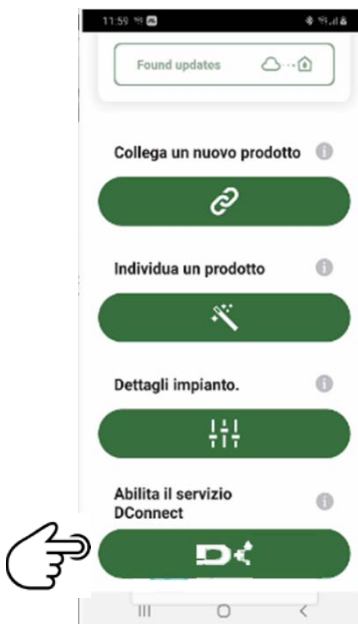 11:59
Found updates
Collega un nuovo prodotto
Individua un prodotto
Dettagli impianto.
Abilita il servizio
DConnect
D